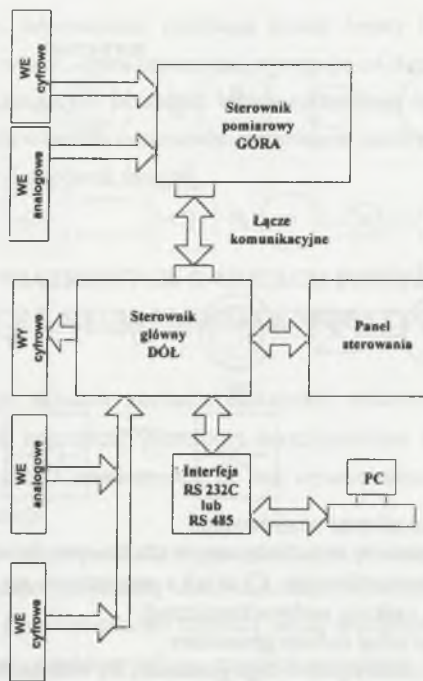 WE
cyfrowe
WE
analogowe
Sterownik
pomiarowy
GÓRA
Łącze
komunikacyjne
WY
cyfrowe
Sterownik
główny
DÓŁ
Panel
sterowania
WE
analogowe
Interfejs
RS 232C
lub
RS 485
PC
WE
cyfrowe